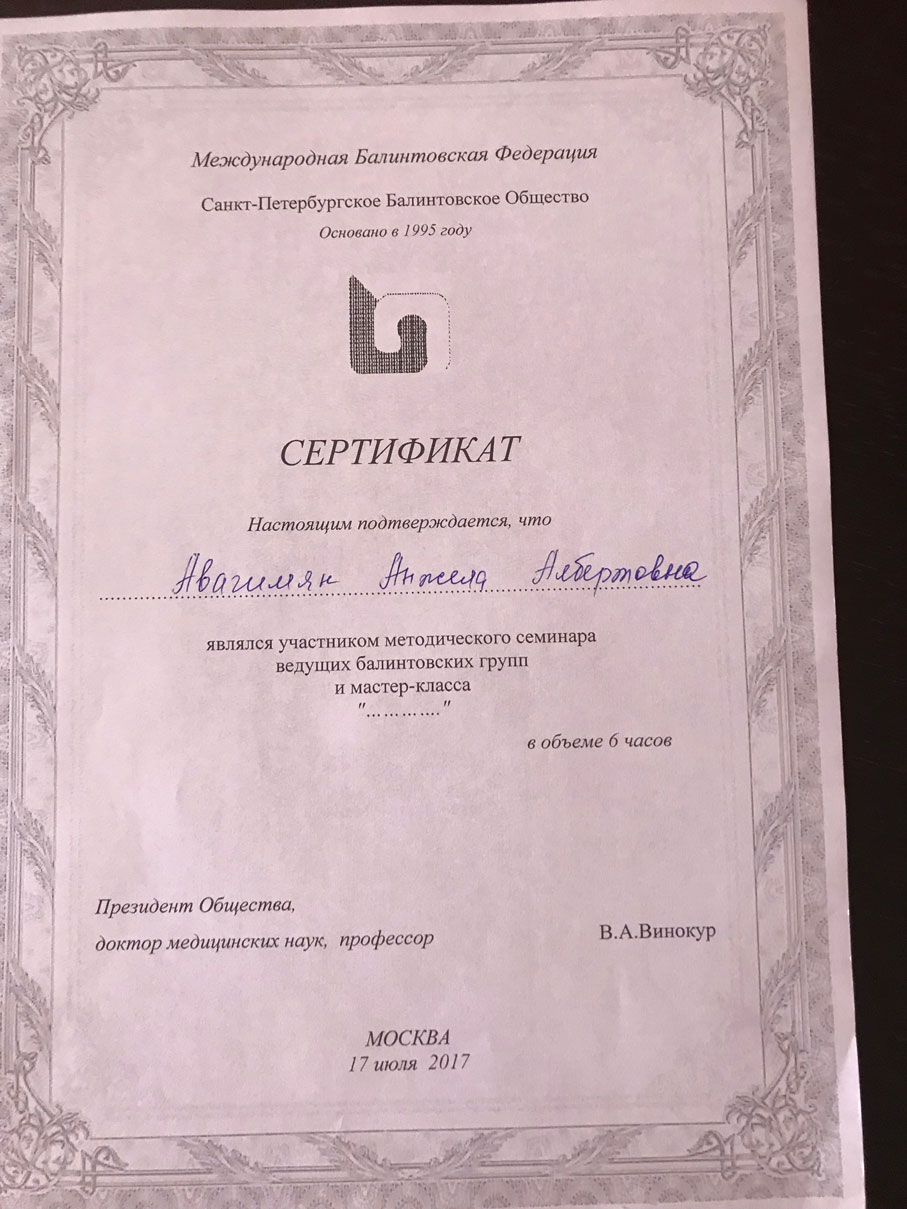 Международная Балинтовская Федерация
Санкт-Петербургское Балинтовское Общество
Основано в 1995 году
СЕРТИФИКАТ
Настоящим подтверждается, что
Авагимян Анжела Албертовна
являлся участником методического семинара
ведущих балинтовских групп
и мастер-класса
"…………."
в объеме 6 часов
Президент Общества,
доктор медицинских наук, профессор В.А.Винокур
МОСКВА
17 июля 2017